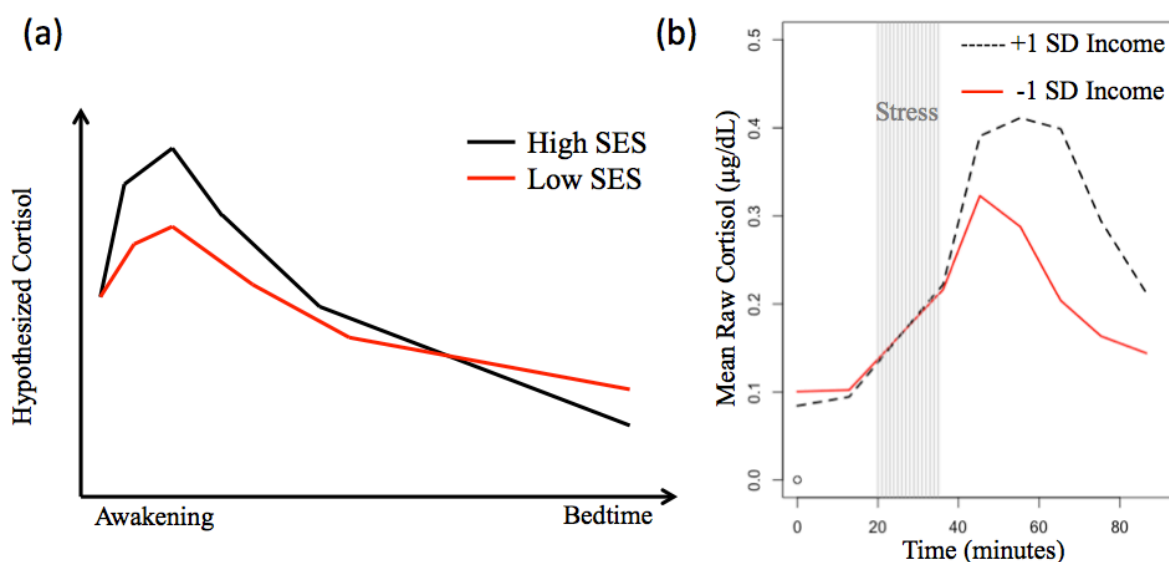 (a)
High SES
Low SES
Hypothesized Cortisol
Awakening
Bedtime
(b)
+1 SD Income
-1 SD Income
Stress
Mean Raw Cortisol (µg/dL)
0.5
0.4
0.3
0.2
0.1
0.0
0 20 40 60 80
Time (minutes)